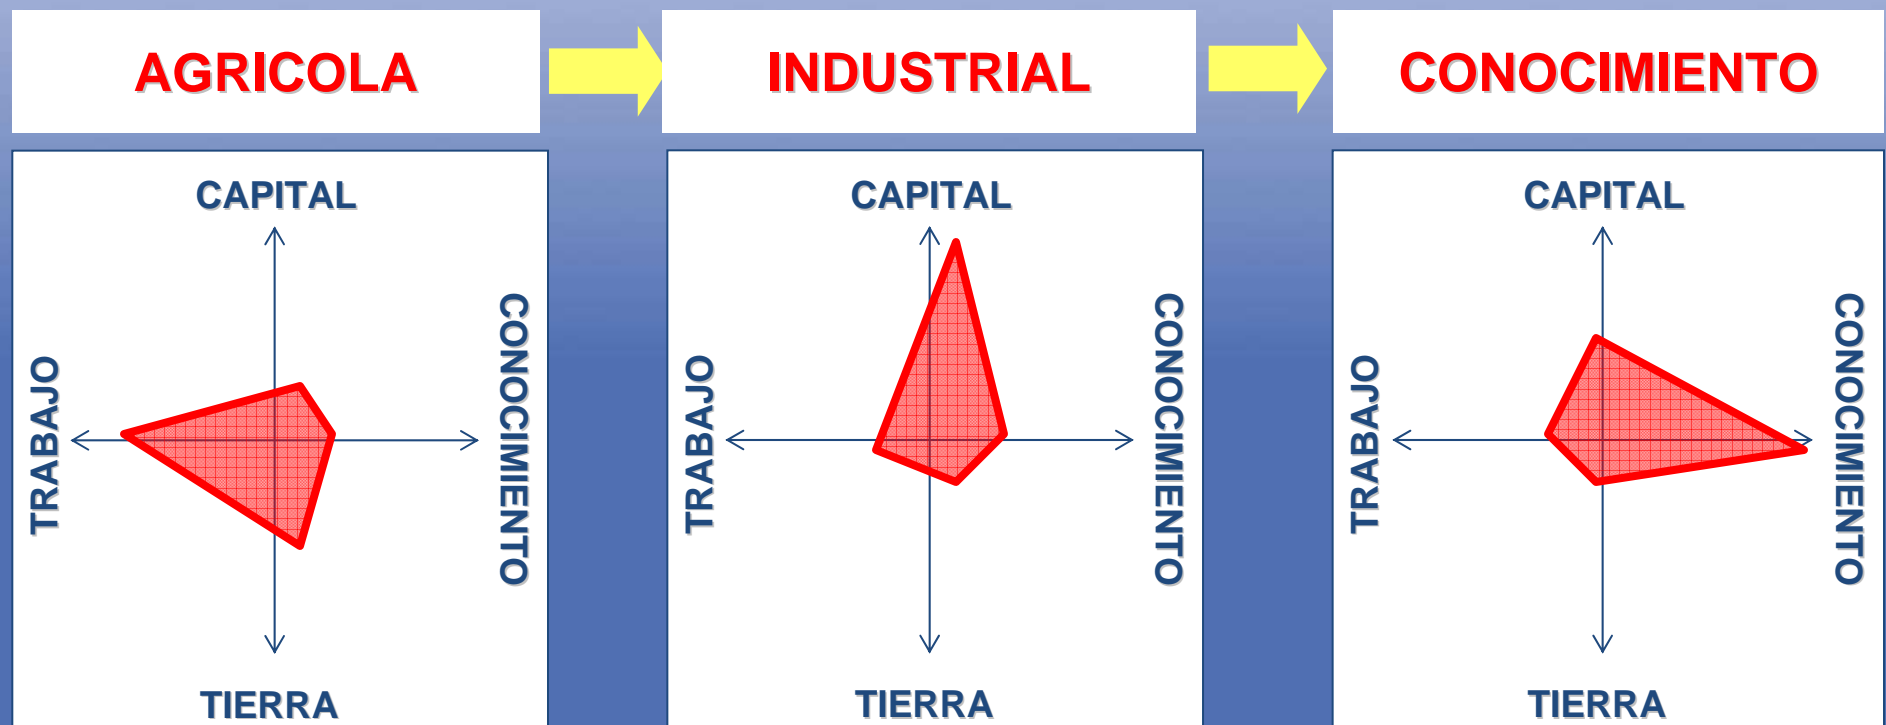 AGRICOLA
INDUSTRIAL
CONOCIMIENTO
CAPITAL
TRABAJO
CONOCIMIENTO
TIERRA
CAPITAL
TRABAJO
CONOCIMIENTO
TIERRA
CAPITAL
TRABAJO
CONOCIMIENTO
TIERRA